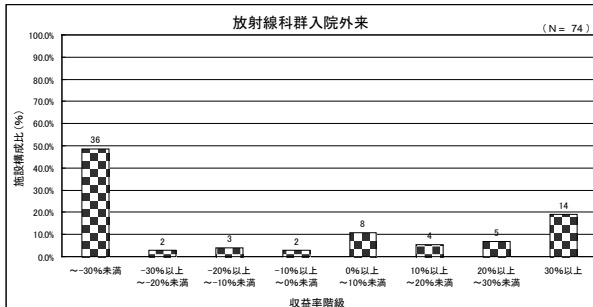 放射線科群入院外来
(N= 74)
施設構成比(%)
100.0%
90.0%
80.0%
70.0%
60.0%
50.0%
40.0%
30.0%
20.0%
10.0%
0.0%
36
2
3
2
8
4
5
14
～-30%未満
-30%以上
～-20%未満
-20%以上
～-10%未満
-10%以上
～0%未満
0%以上
～10%未満
10%以上
～20%未満
20%以上
～30%未満
30%以上
収益率階級